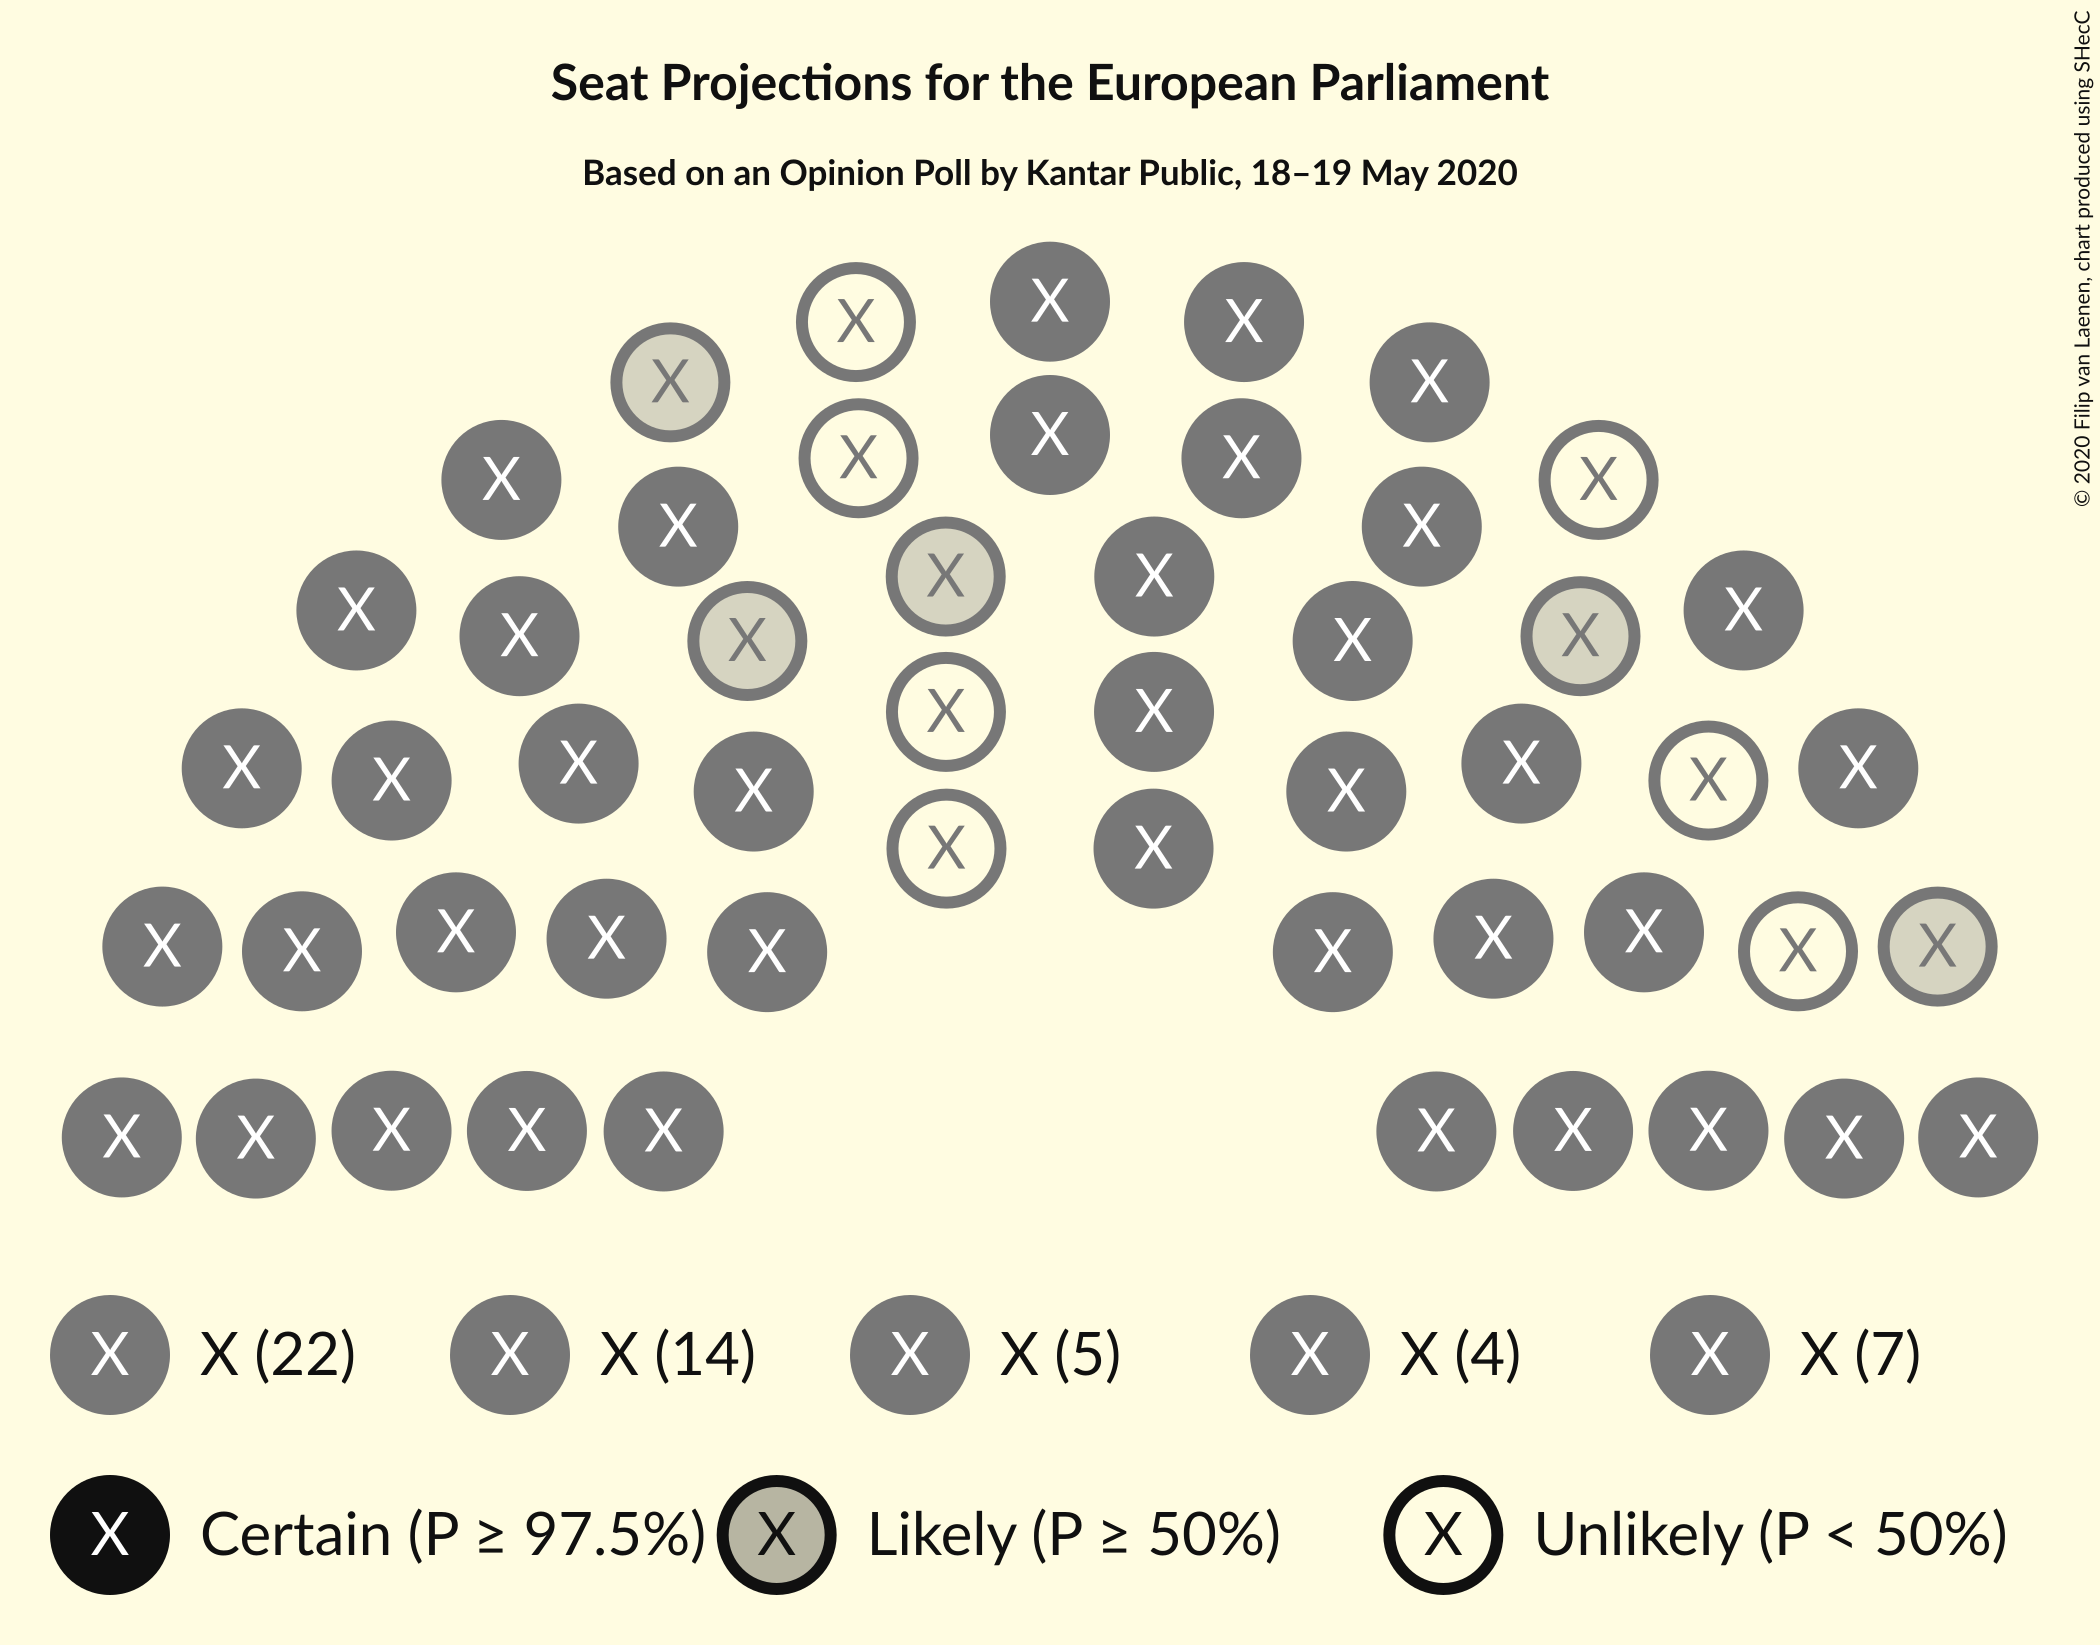 Seat Projections for the European Parliament
Based on an Opinion Poll by Kantar Public, 18–19 May 2020
© 2020 Filip van Laenen, chart produced using SHecC
X X X
X X
X X X
X X
X X
X X
X X
X X X X
X X X X
X X X X
X X
X X X X
X X
X X
X X X X
X X
X X X X
X X
X X X X X X
X X X X X X X X X X
X X (22) X X (14) X X (5) X X (4) X X (7)
X Certain (P ≥ 97.5%) X Likely (P ≥ 50%) X Unlikely (P < 50%)